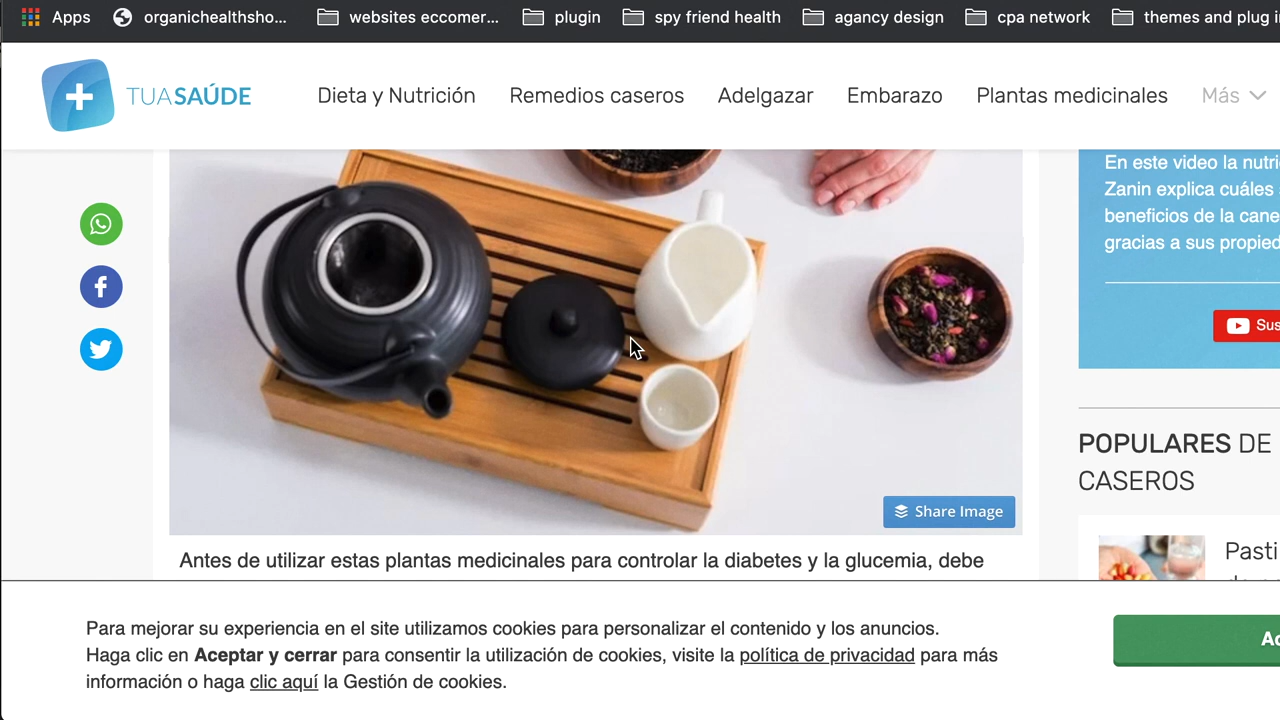 Apps organichealthsho... websites eccomer... plugin spy friend health agancy design cpa network themes and plug
TUASAÚDE Dieta y Nutrición Remedios caseros Adelgazar Embarazo Plantas medicinales Más
En este video la nutri
Zanin explica cuáles
beneficios de la cane
gracias a sus propied
Sus
POPULARES DE
CASEROS
Share Image
Pasti
Antes de utilizar estas plantas medicinales para controlar la diabetes y la glucemia, debe
Para mejorar su experiencia en el site utilizamos cookies para personalizar el contenido y los anuncios.
Haga clic en Aceptar y cerrar para consentir la utilización de cookies, visite la política de privacidad para más
información o haga clic aquí la Gestión de cookies.